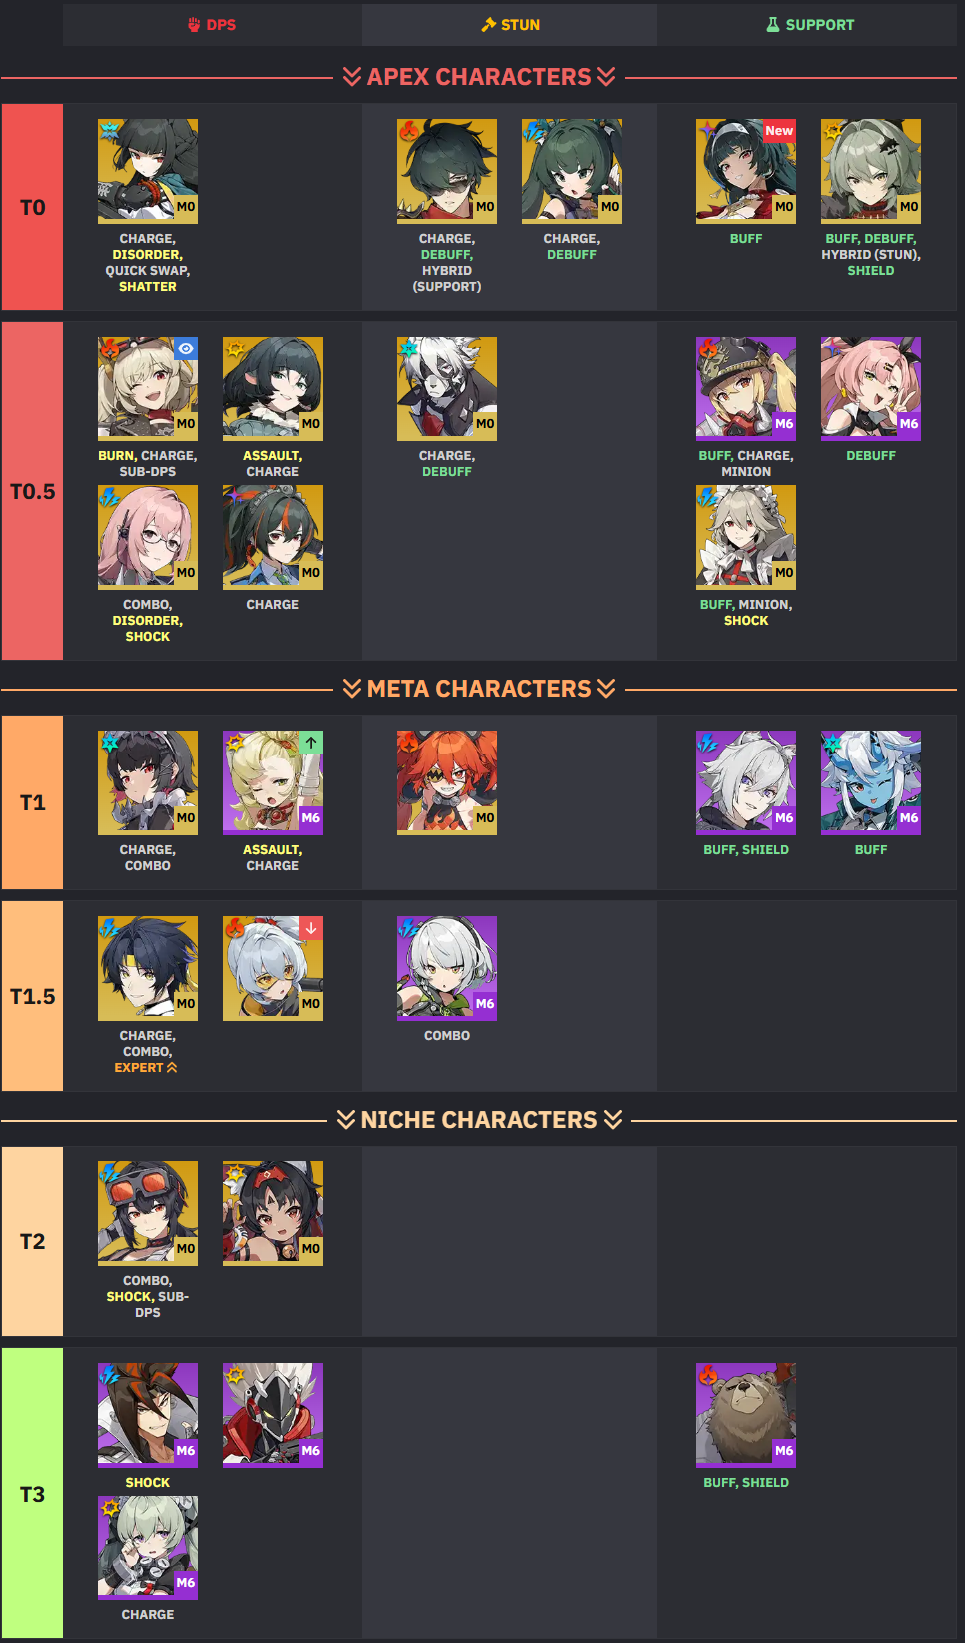 DPS STUN SUPPORT
APEX CHARACTERS
T0
M0 M0 M0 New M0 M0
CHARGE, CHARGE, CHARGE, BUFF BUFF, DEBUFF,
DISORDER, DEBUFF, DEBUFF HYBRID (STUN),
QUICK SWAP, HYBRID SHIELD
SHATTER (SUPPORT)
T0.5
M0 M0 M0 M6 M6
BURN, CHARGE, ASSAULT, CHARGE, BUFF, CHARGE, DEBUFF
SUB-DPS CHARGE DEBUFF MINION
M0 M0 M0
COMBO, CHARGE BUFF, MINION,
DISORDER, SHOCK
SHOCK
META CHARACTERS
T1
M0 M6 M0 M6 M6
CHARGE, ASSAULT, BUFF, SHIELD BUFF
COMBO CHARGE
T1.5
M0 M0 M6
CHARGE, COMBO
COMBO,
EXPERT
NICHE CHARACTERS
T2
M0 M0
COMBO,
SHOCK, SUB-
DPS
T3
M6 M6 M6
SHOCK BUFF, SHIELD
M6
CHARGE